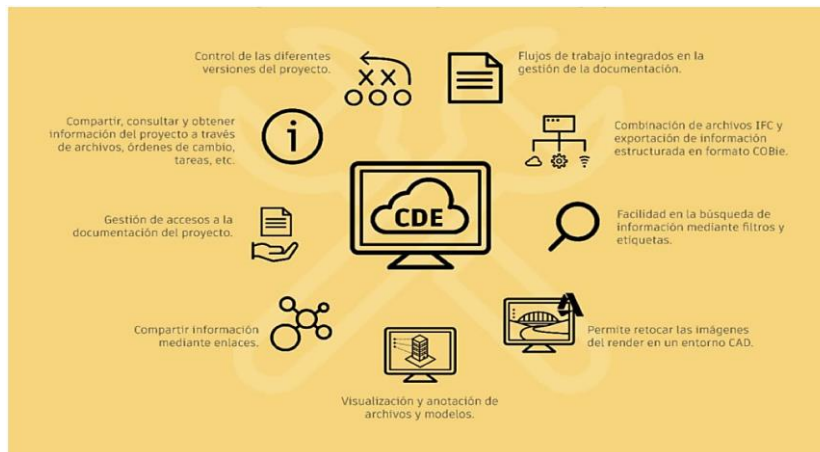 Control de las diferentes
versiones del proyecto.
Flujos de trabajo integrados en la
gestión de la documentación.
Compartir, consultar y obtener
información del proyecto a través
de archivos, órdenes de cambio,
tareas, etc.
Combinación de archivos IFC y
exportación de información
estructurada en formato COBie.
CDE
Gestión de accesos a la
documentación del proyecto.
Facilidad en la búsqueda de
información mediante filtros y
etiquetas.
Compartir información
mediante enlaces.
Permite retocar las imágenes
del render en un entorno CAD.
Visualización y anotación de
archivos y modelos.